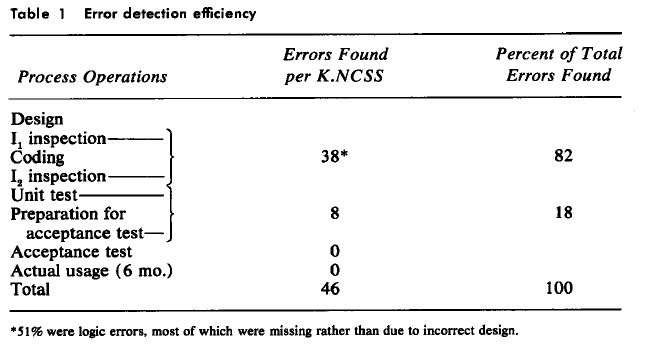 Table 1 Error detection efficiency
Process Operations Errors Found per K.NCSS Percent of Total Errors Found
Design
I₁ inspection
Coding 38* 82
I₂ inspection
Unit test
Preparation for 8 18
acceptance test
Acceptance test 0
Actual usage (6 mo.) 0
Total 46 100
*51% were logic errors, most of which were missing rather than due to incorrect design.